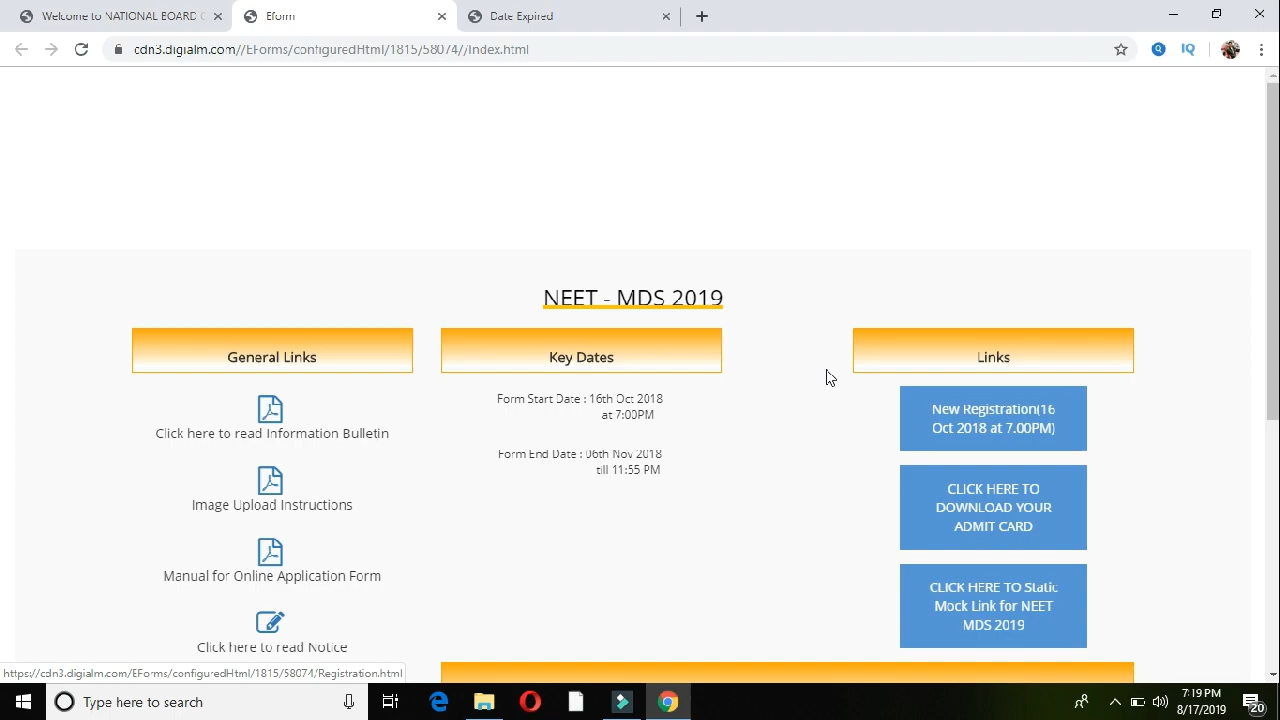 Welcome to NATIONAL BOARD
Eform
Date Expired
cdn3.digialm.com//EForms/configuredHtml/1815/58074//Index.html
IQ
NEET - MDS 2019
General Links
Click here to read Information Bulletin
Image Upload Instructions
Manual for Online Application Form
Click here to read Notice
Key Dates
Form Start Date : 16th Oct 2018
at 7:00PM
Form End Date : 06th Nov 2018
till 11:55 PM
Links
New Registration(16
Oct 2018 at 7.00PM)
CLICK HERE TO
DOWNLOAD YOUR
ADMIT CARD
CLICK HERE TO Static
Mock Link for NEET
MDS 2019
https://cdn3.digialm.com/EForms/configuredHtml/1815/58074/Registration.html
Type here to search
7:19 PM
8/17/2019
20